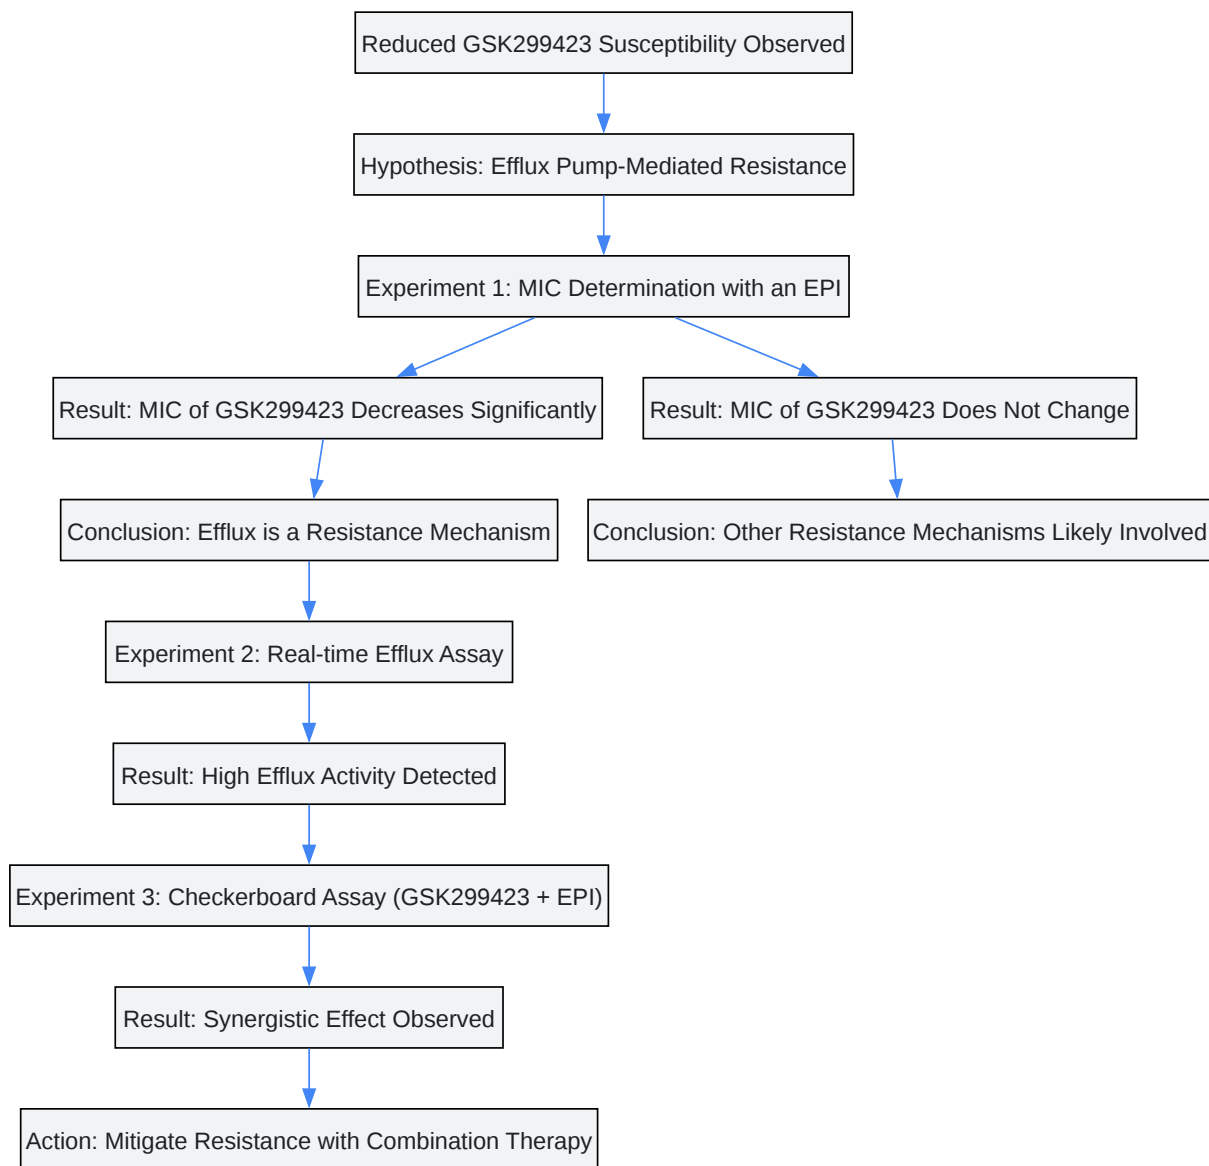 Reduced GSK299423 Susceptibility Observed
Hypothesis: Efflux Pump-Mediated Resistance
Experiment 1: MIC Determination with an EPI
Result: MIC of GSK299423 Decreases Significantly
Result: MIC of GSK299423 Does Not Change
Conclusion: Efflux is a Resistance Mechanism
Conclusion: Other Resistance Mechanisms Likely Involved
Experiment 2: Real-time Efflux Assay
Result: High Efflux Activity Detected
Experiment 3: Checkerboard Assay (GSK299423 + EPI)
Result: Synergistic Effect Observed
Action: Mitigate Resistance with Combination Therapy